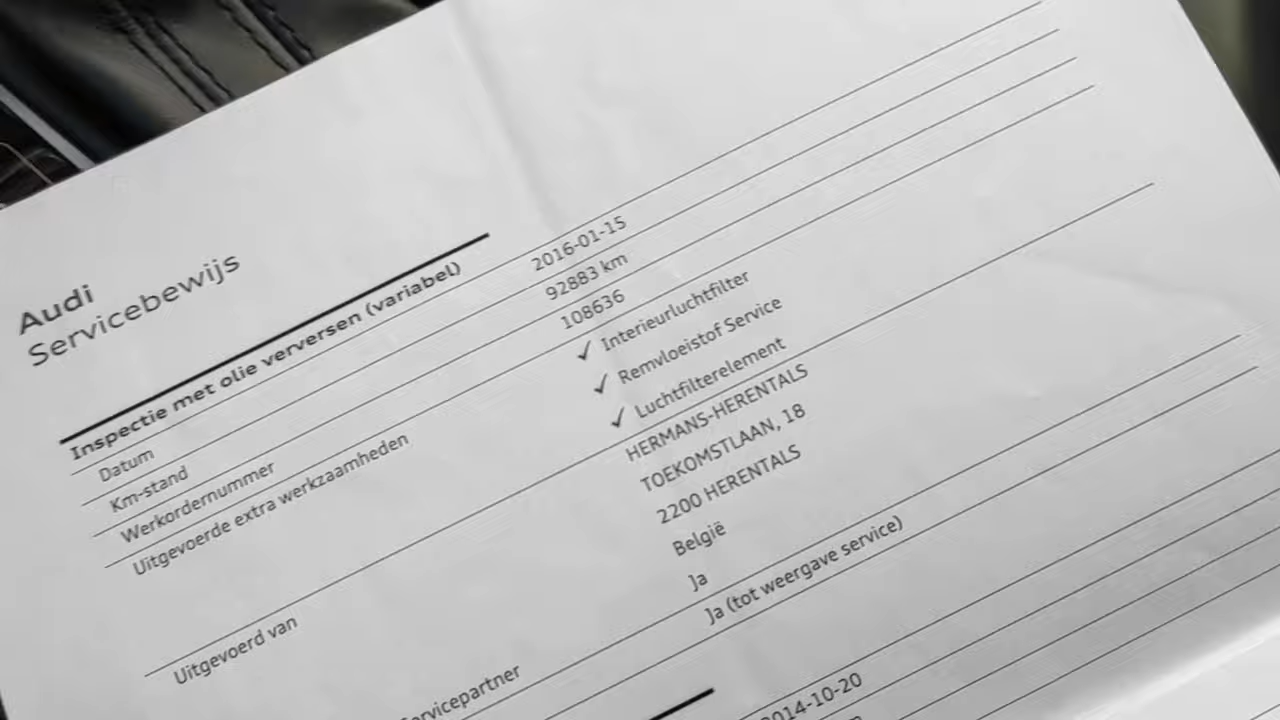 Audi
Servicebewijs
Inspectie met olie verversen (variabel)
Datum 2016-01-15
Km-stand 92883 km
Werkordernummer 108636
Uitgevoerde extra werkzaamheden ✓ Interieurluchtfilter
✓ Remvloeistof Service
✓ Luchtfilterelement
Uitgevoerd van HERMANS-HERENTALS
TOEKOMSTLAAN, 18
2200 HERENTALS
België
Ja
Ja (tot weergave service)
2014-10-20